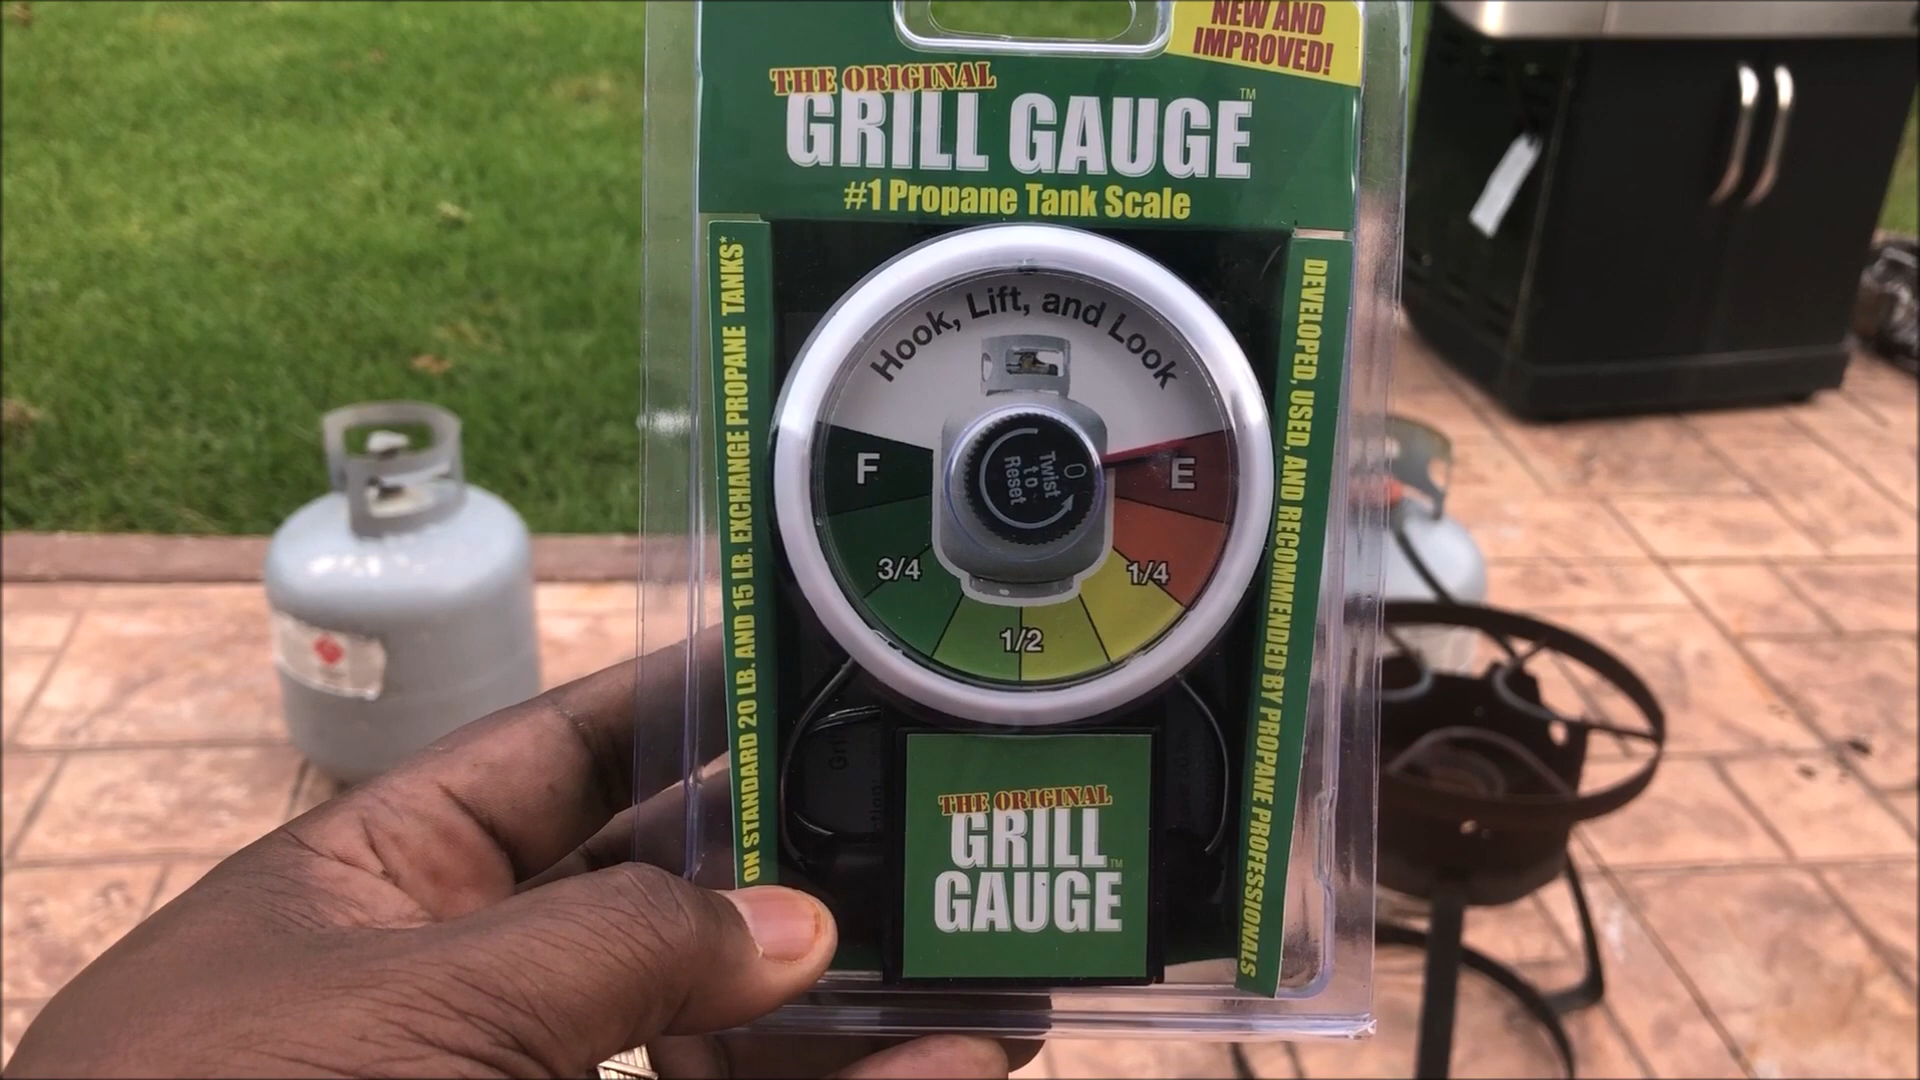 NEW AND
IMPROVED!
THE ORIGINAL
GRILL GAUGE™
#1 Propane Tank Scale
ON STANDARD 20 LB. AND 15 LB. EXCHANGE PROPANE TANKS*
DEVELOPED, USED, AND RECOMMENDED BY PROPANE PROFESSIONALS
Hook, Lift, and Look
F
E
0
Twist
to
Reset
3/4
1/4
1/2
THE ORIGINAL
GRILL
GAUGE™